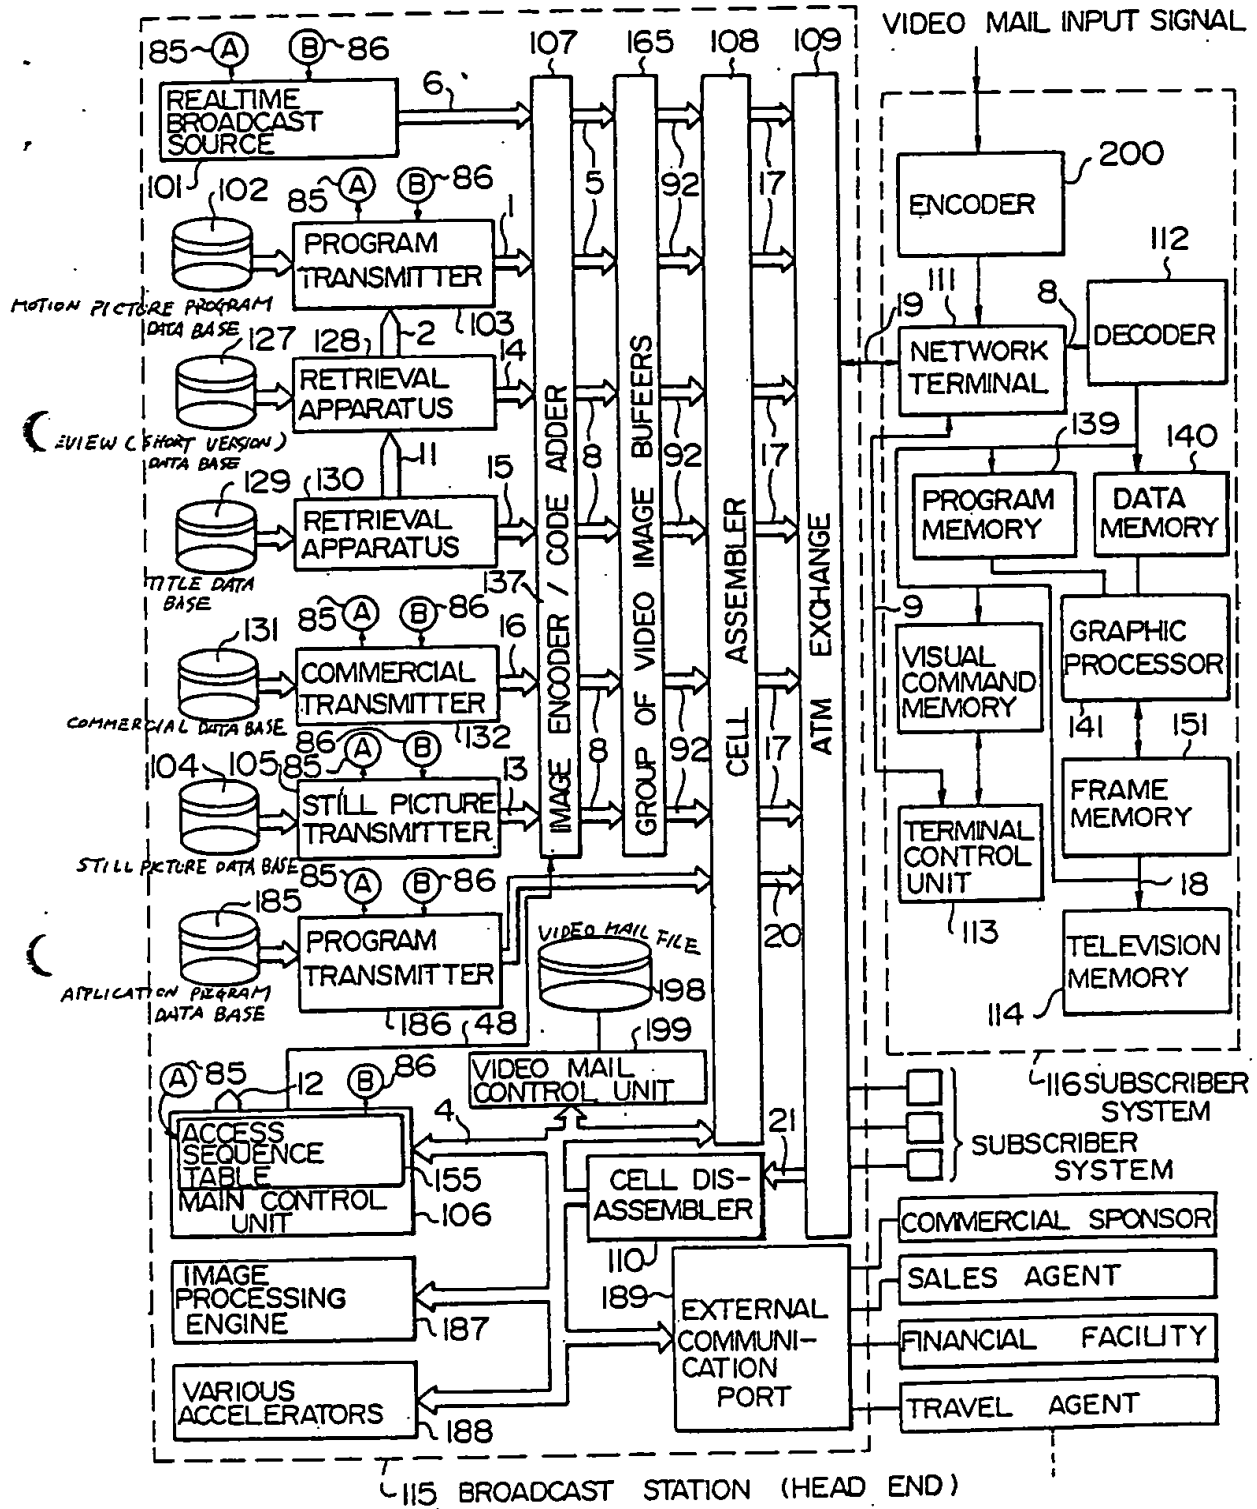 VIDEO MAIL INPUT SIGNAL
85 A B 86 107 165 108 109
REALTIME
BROADCAST
SOURCE
6
5 92 17
101
102
85 A B 86
PROGRAM
TRANSMITTER
1
103
MOTION PICTURE PROGRAM
DATA BASE
127
128
2
14
RETRIEVAL
APPARATUS
8 92 17
EVIEW (SHORT VERSION)
DATA BASE
129
130
11
15
RETRIEVAL
APPARATUS
TITLE DATA
BASE
137
131
85 A B 86
16
COMMERCIAL
TRANSMITTER
132
COMMERCIAL DATA BASE
8 92 17
104
105
86
85 A B
13
STILL PICTURE
TRANSMITTER
STILL PICTURE DATA BASE
185
85 A B 86
PROGRAM
TRANSMITTER
186
APPLICATION PROGRAM
DATA BASE
48
20
IMAGE ENCODER / CODE ADDER
GROUP OF VIDEO IMAGE BUFEERS
CELL ASSEMBLER
ATM EXCHANGE
VIDEO MAIL FILE
198
199
VIDEO MAIL
CONTROL UNIT
A 85
12
B 86
4
ACCESS
SEQUENCE
TABLE
155
MAIN CONTROL
UNIT
106
21
CELL DIS-
ASSEMBLER
110
IMAGE
PROCESSING
ENGINE
187
VARIOUS
ACCELERATORS
188
189
EXTERNAL
COMMUNI-
CATION
PORT
115 BROADCAST STATION (HEAD END)
200
ENCODER
112
111
8
19
DECODER
NETWORK
TERMINAL
139
140
PROGRAM
MEMORY
DATA
MEMORY
9
VISUAL
COMMAND
MEMORY
GRAPHIC
PROCESSOR
141
151
FRAME
MEMORY
TERMINAL
CONTROL
UNIT
113
18
TELEVISION
MEMORY
114
116 SUBSCRIBER
SYSTEM
SUBSCRIBER
SYSTEM
COMMERCIAL SPONSOR
SALES AGENT
FINANCIAL FACILITY
TRAVEL AGENT